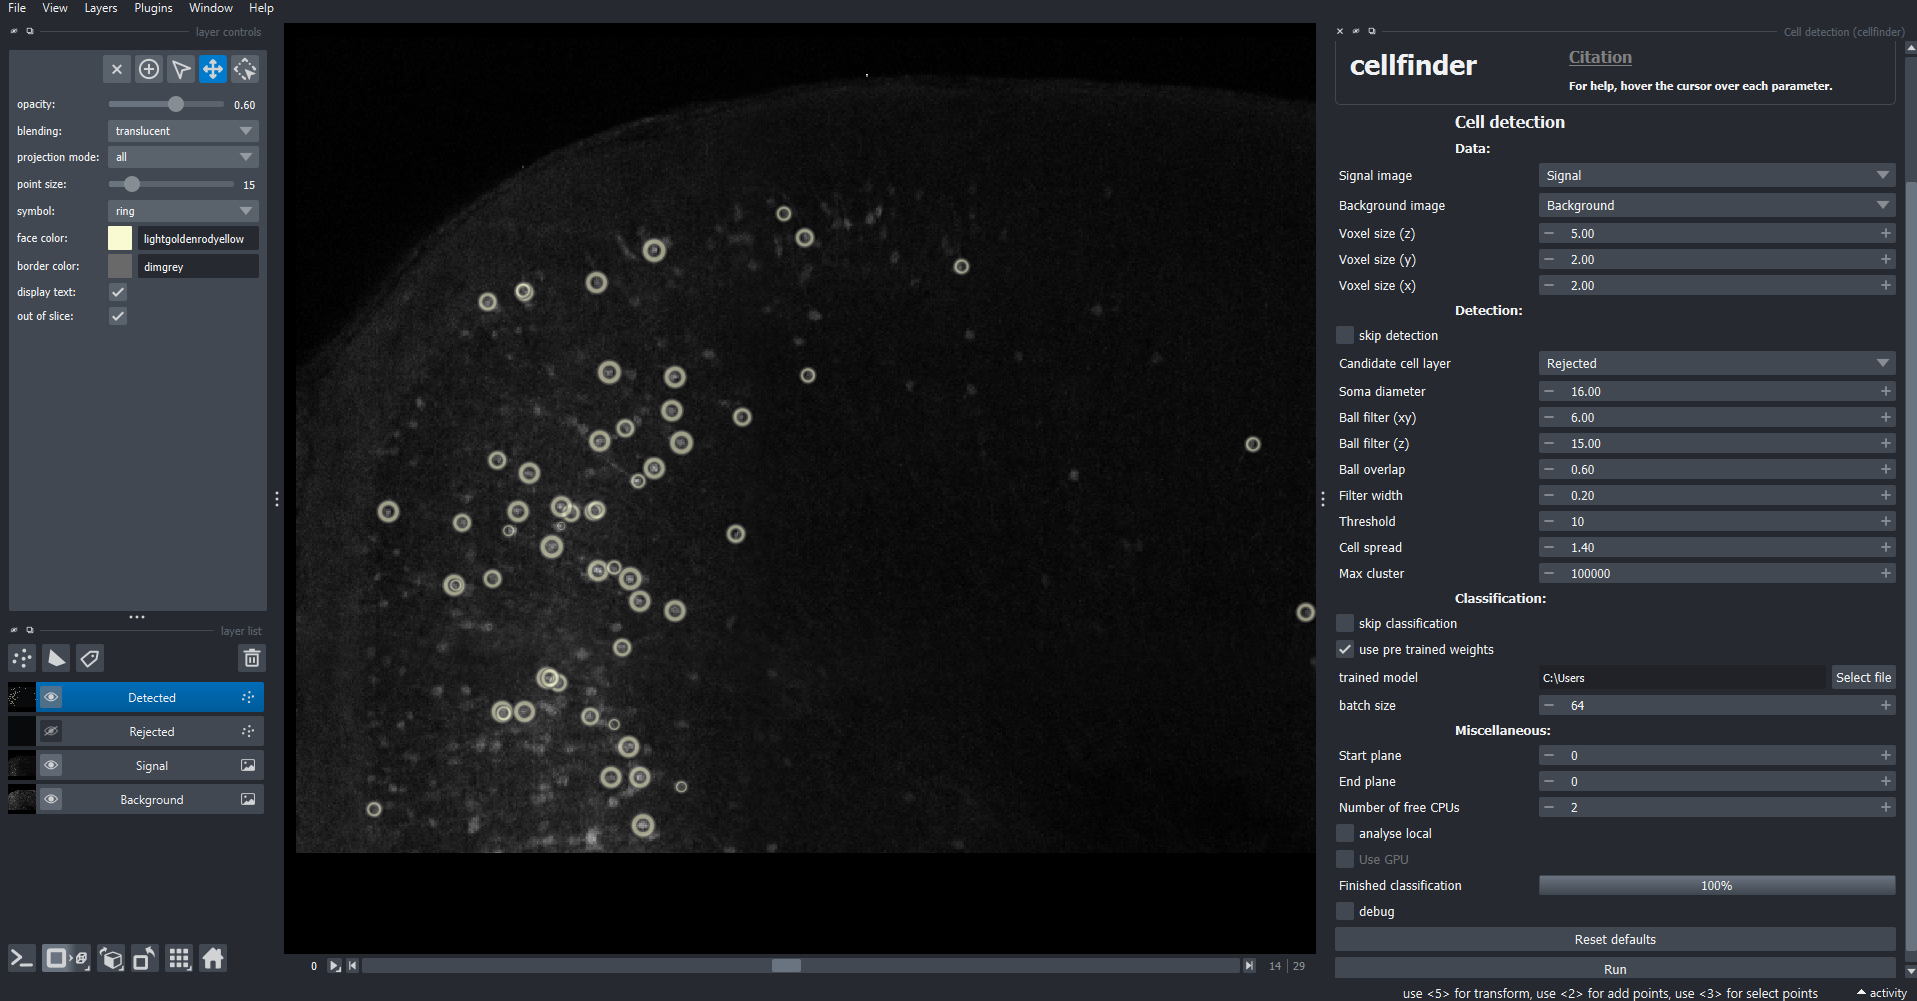 File View Layers Plugins Window Help
layer controls
opacity: 0.60
blending: translucent
projection mode: all
point size: 15
symbol: ring
face color: lightgoldenrodyellow
border color: dimgrey
display text:
out of slice:
layer list
Detected
Rejected
Signal
Background
0 14 29
Cell detection (cellfinder)
cellfinder
Citation
For help, hover the cursor over each parameter.
Cell detection
Data:
Signal image Signal
Background image Background
Voxel size (z) 5.00
Voxel size (y) 2.00
Voxel size (x) 2.00
Detection:
skip detection
Candidate cell layer Rejected
Soma diameter 16.00
Ball filter (xy) 6.00
Ball filter (z) 15.00
Ball overlap 0.60
Filter width 0.20
Threshold 10
Cell spread 1.40
Max cluster 100000
Classification:
skip classification
use pre trained weights
trained model C:\Users Select file
batch size 64
Miscellaneous:
Start plane 0
End plane 0
Number of free CPUs 2
analyse local
Use GPU
Finished classification 100%
debug
Reset defaults
Run
use <5> for transform, use <2> for add points, use <3> for select points activity